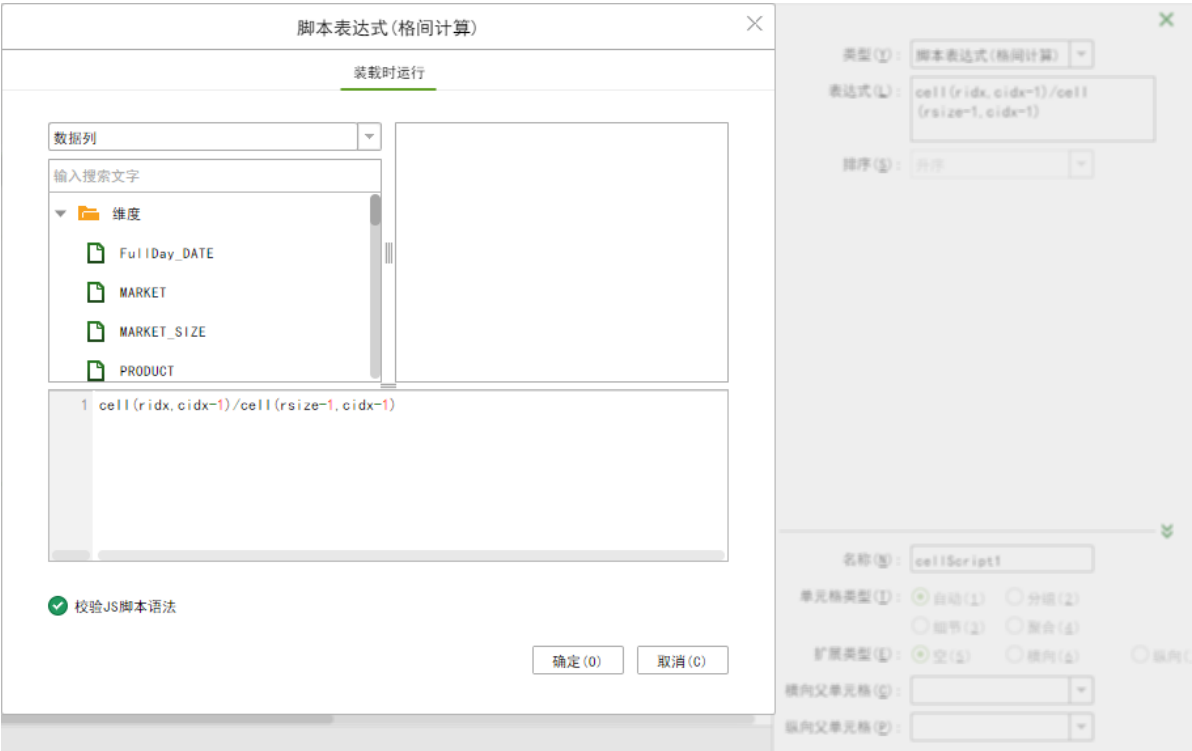 脚本表达式(格间计算)
装载时运行
数据列
输入搜索文字
维度
FullDay_DATE
MARKET
MARKET_SIZE
PRODUCT
1 cell(ridx,cidx-1)/cell(rsize-1,cidx-1)
校验JS脚本语法
确定(O)
取消(C)
类型(Y): 脚本表达式(格间计算)
表达式(L): cell(ridx,cidx-1)/cell
(rsize-1,cidx-1)
排序(S): 升序
名称(N): cellScript1
单元格类型(T): 自动(1) 分组(2)
细节(3) 聚合(4)
扩展类型(E): 空(5) 横向(6) 纵向(
横向父单元格(C):
纵向父单元格(P):